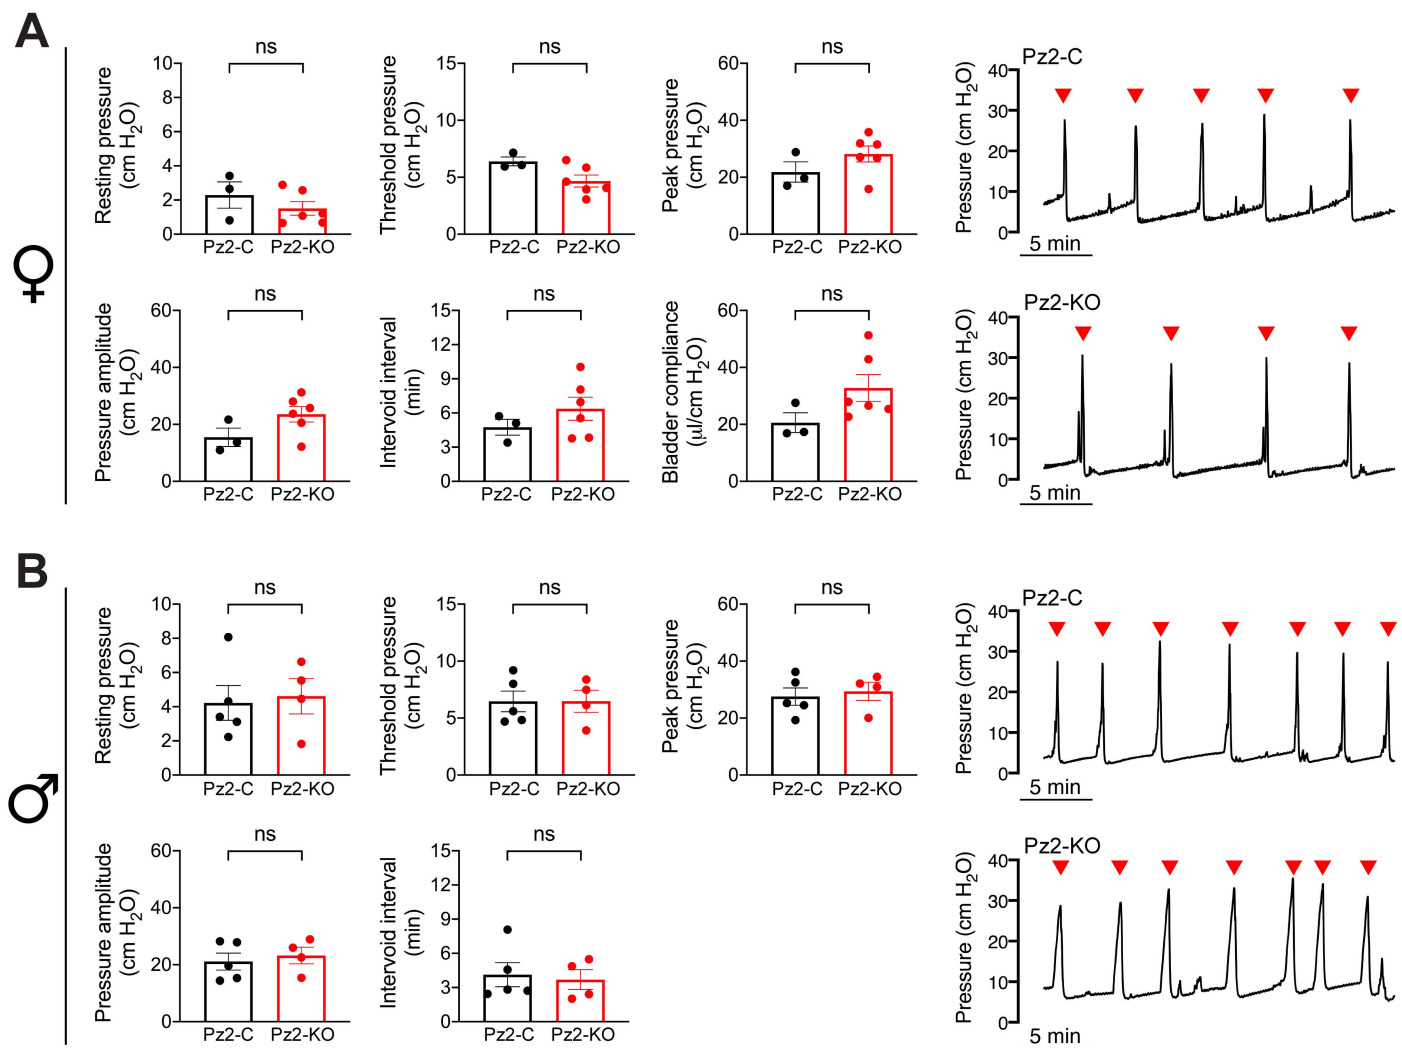 A
♀
ns
Resting pressure
(cm H2O)
10
8
6
4
2
0
Pz2-C Pz2-KO
ns
Threshold pressure
(cm H2O)
15
10
5
0
Pz2-C Pz2-KO
ns
Peak pressure
(cm H2O)
60
40
20
0
Pz2-C Pz2-KO
Pz2-C
Pressure (cm H2O)
40
30
20
10
0
5 min
ns
Pressure amplitude
(cm H2O)
60
40
20
0
Pz2-C Pz2-KO
ns
Intervoid interval
(min)
15
12
9
6
3
0
Pz2-C Pz2-KO
ns
Bladder compliance
(µl/cm H2O)
60
40
20
0
Pz2-C Pz2-KO
Pz2-KO
Pressure (cm H2O)
40
30
20
10
0
5 min
B
♂
ns
Resting pressure
(cm H2O)
10
8
6
4
2
0
Pz2-C Pz2-KO
ns
Threshold pressure
(cm H2O)
15
10
5
0
Pz2-C Pz2-KO
ns
Peak pressure
(cm H2O)
60
40
20
0
Pz2-C Pz2-KO
Pz2-C
Pressure (cm H2O)
40
30
20
10
0
5 min
ns
Pressure amplitude
(cm H2O)
60
40
20
0
Pz2-C Pz2-KO
ns
Intervoid interval
(min)
15
12
9
6
3
0
Pz2-C Pz2-KO
Pz2-KO
Pressure (cm H2O)
40
30
20
10
0
5 min